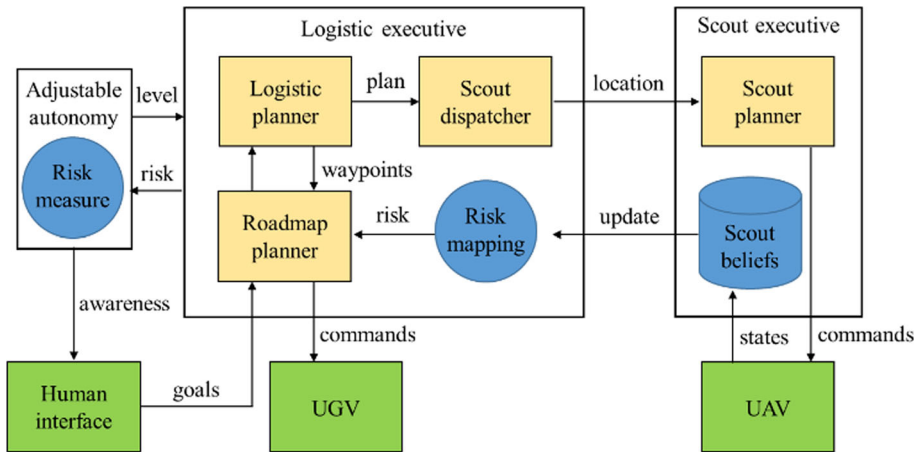 Logistic executive
Scout executive
Adjustable
autonomy
level
Logistic
planner
plan
Scout
dispatcher
location
Scout
planner
Risk
measure
risk
waypoints
Roadmap
planner
risk
Risk
mapping
update
Scout
beliefs
awareness
commands
states
commands
Human
interface
goals
UGV
UAV